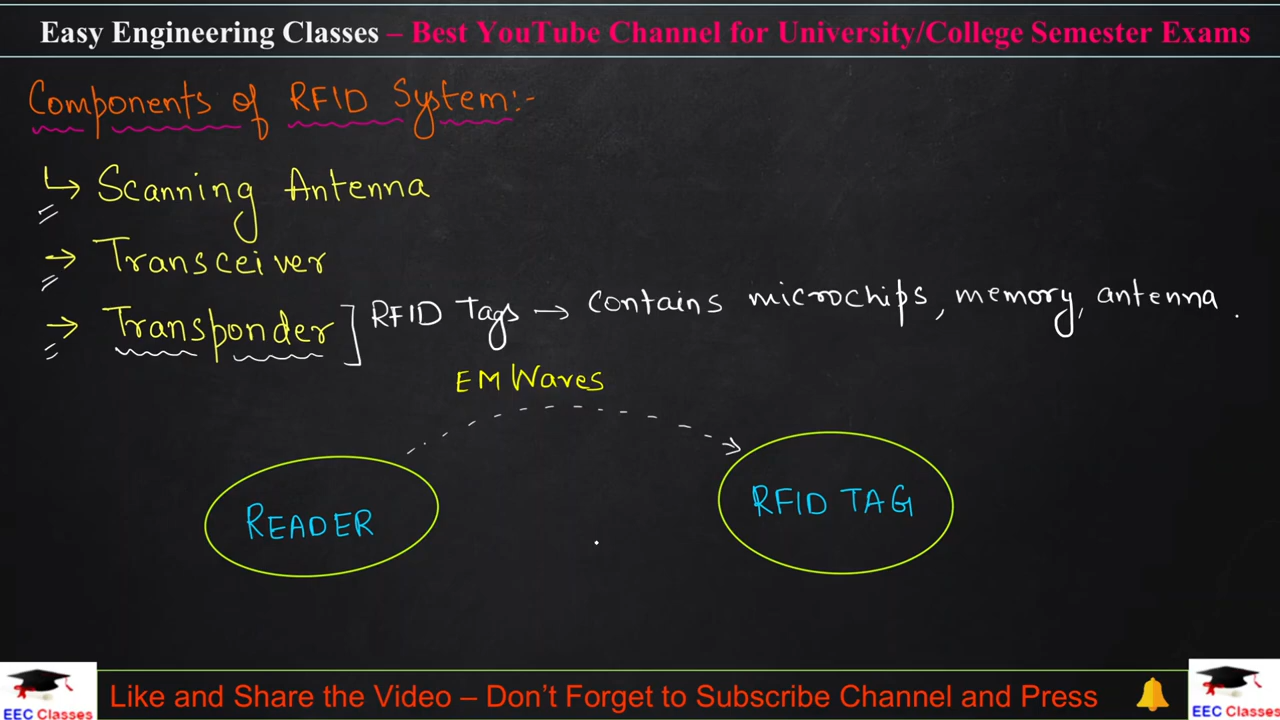 Easy Engineering Classes – Best YouTube Channel for University/College Semester Exams
Components of RFID System:-
↳ Scanning Antenna
→ Transceiver
→ Transponder ] RFID Tags → contains microchips, memory, antenna.
EM Waves
READER
RFID TAG
EEC Classes
Like and Share the Video – Don't Forget to Subscribe Channel and Press
EEC Classes